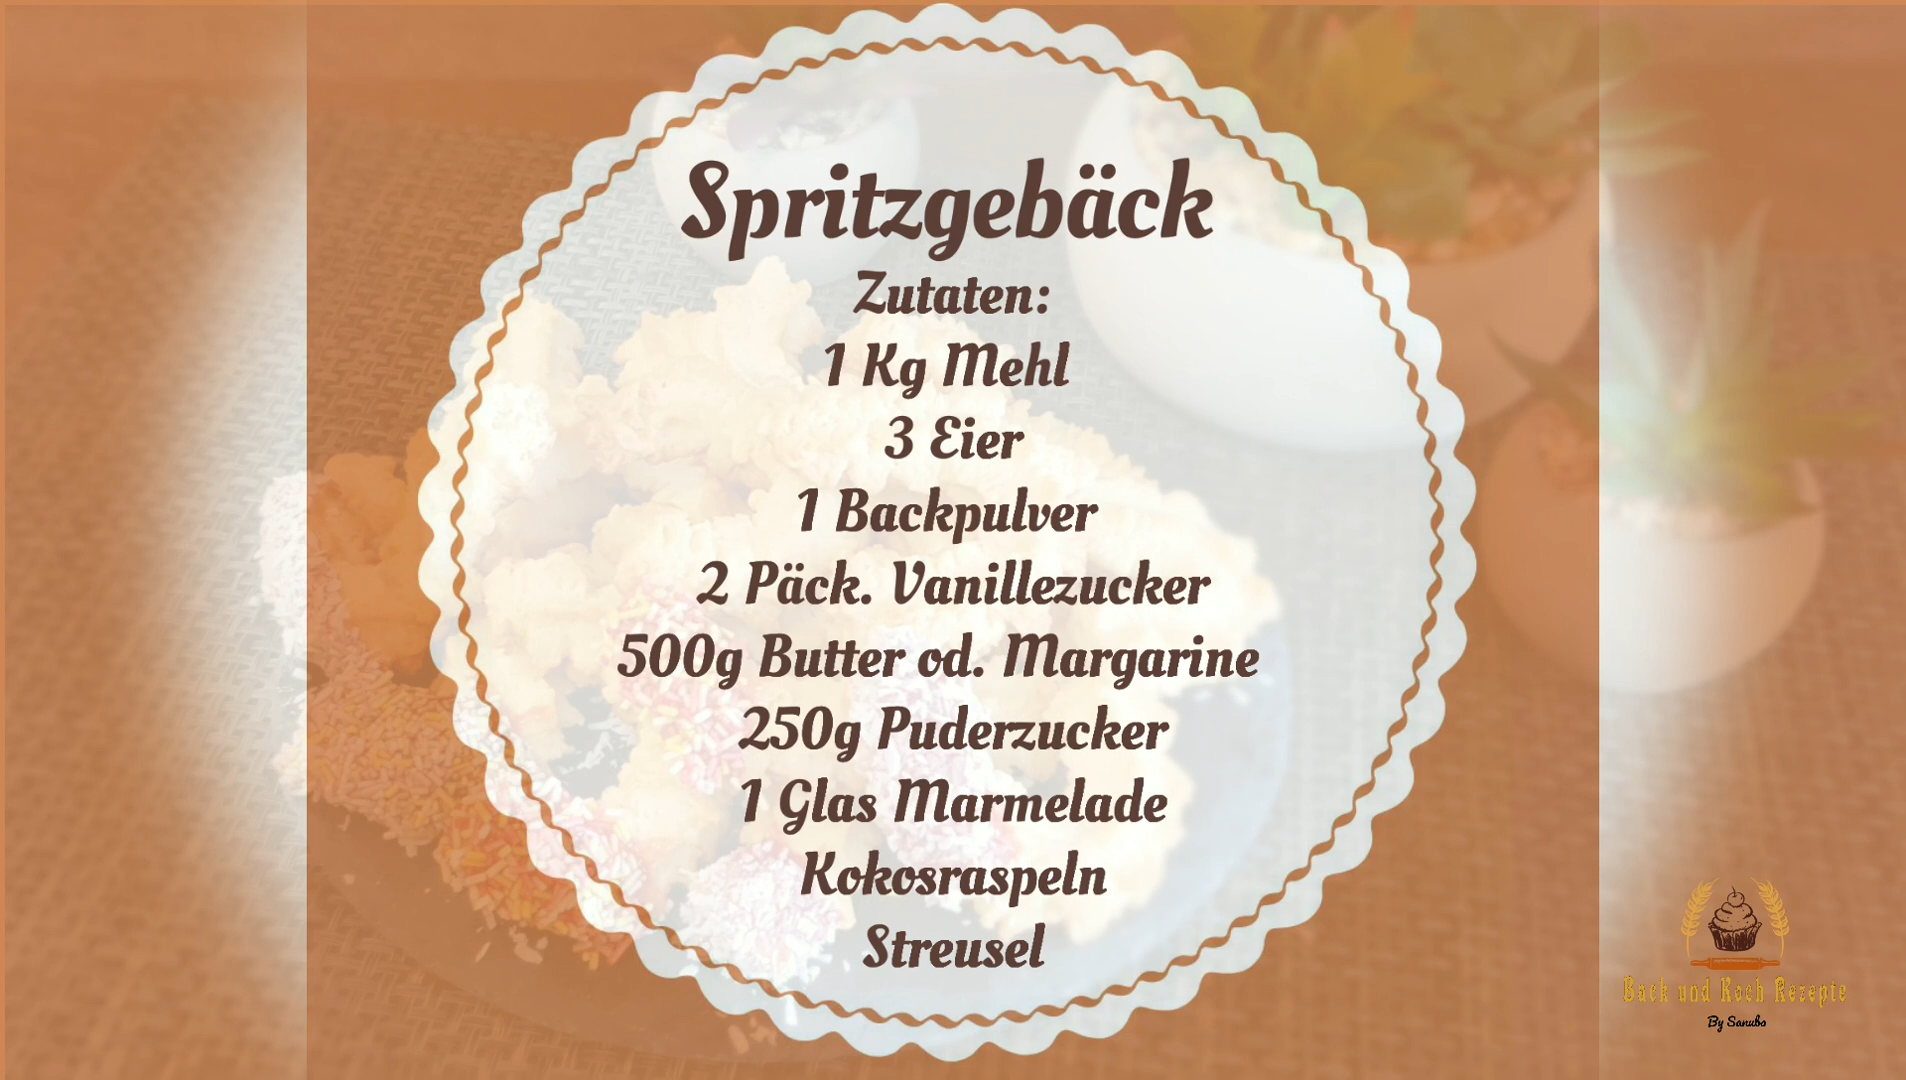 Spritzgebäck
Zutaten:
1 Kg Mehl
3 Eier
1 Backpulver
2 Päck. Vanillezucker
500g Butter od. Margarine
250g Puderzucker
1 Glas Marmelade
Kokosraspeln
Streusel
Back und Koch Rezepte
By Sanubo